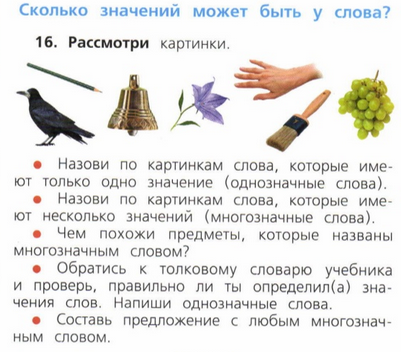 Сколько значений может быть у слова?
16. Рассмотри картинки.
• Назови по картинкам слова, которые име-
ют только одно значение (однозначные слова).
• Назови по картинкам слова, которые име-
ют несколько значений (многозначные слова).
• Чем похожи предметы, которые названы
многозначным словом?
• Обратись к толковому словарю учебника
и проверь, правильно ли ты определил(а) зна-
чения слов. Напиши однозначные слова.
• Составь предложение с любым многознач-
ным словом.